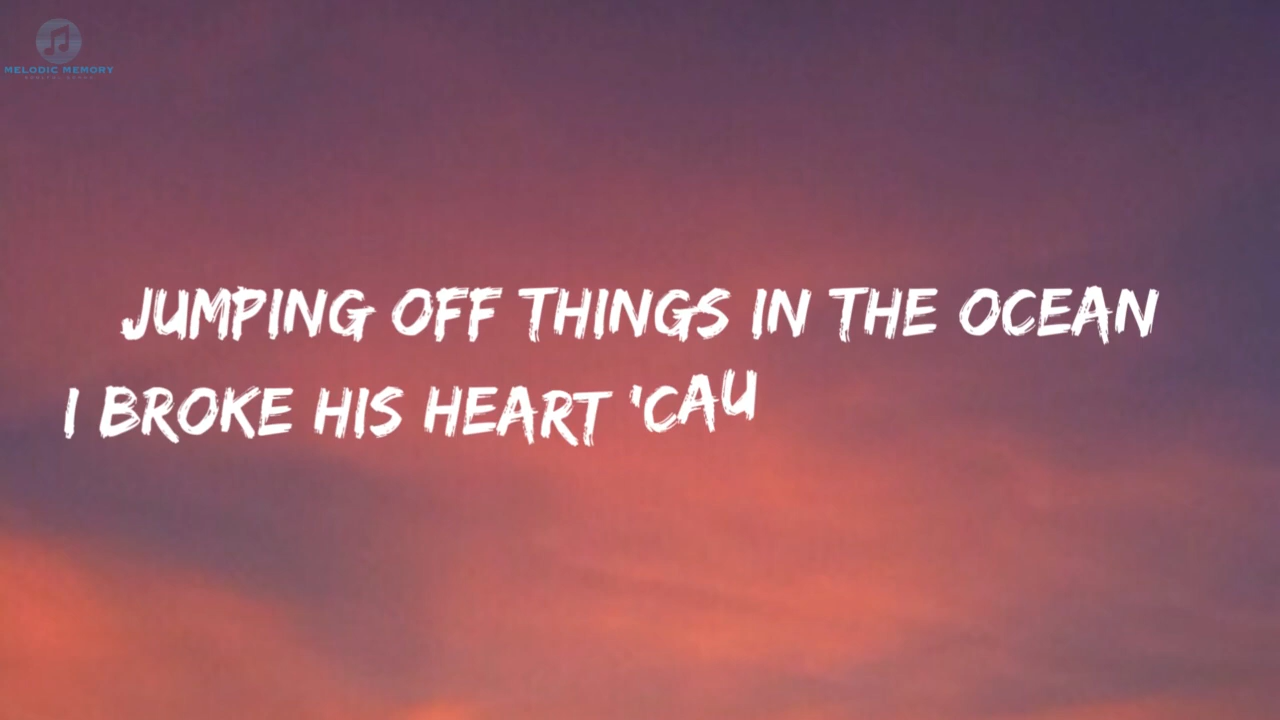 MELODIC MEMORY
JUMPING OFF THINGS IN THE OCEAN
I BROKE HIS HEART 'CAU